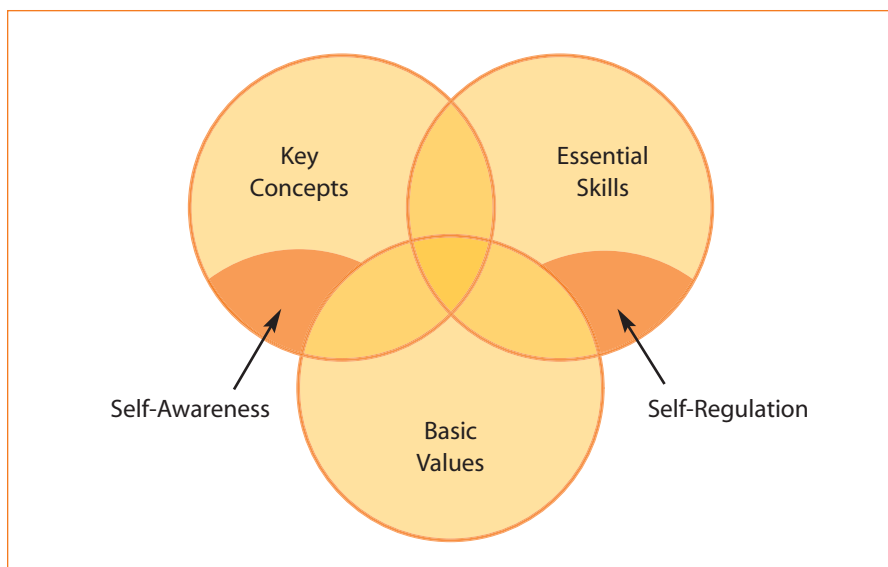 Key
Concepts
Essential
Skills
Self-Awareness
Self-Regulation
Basic
Values